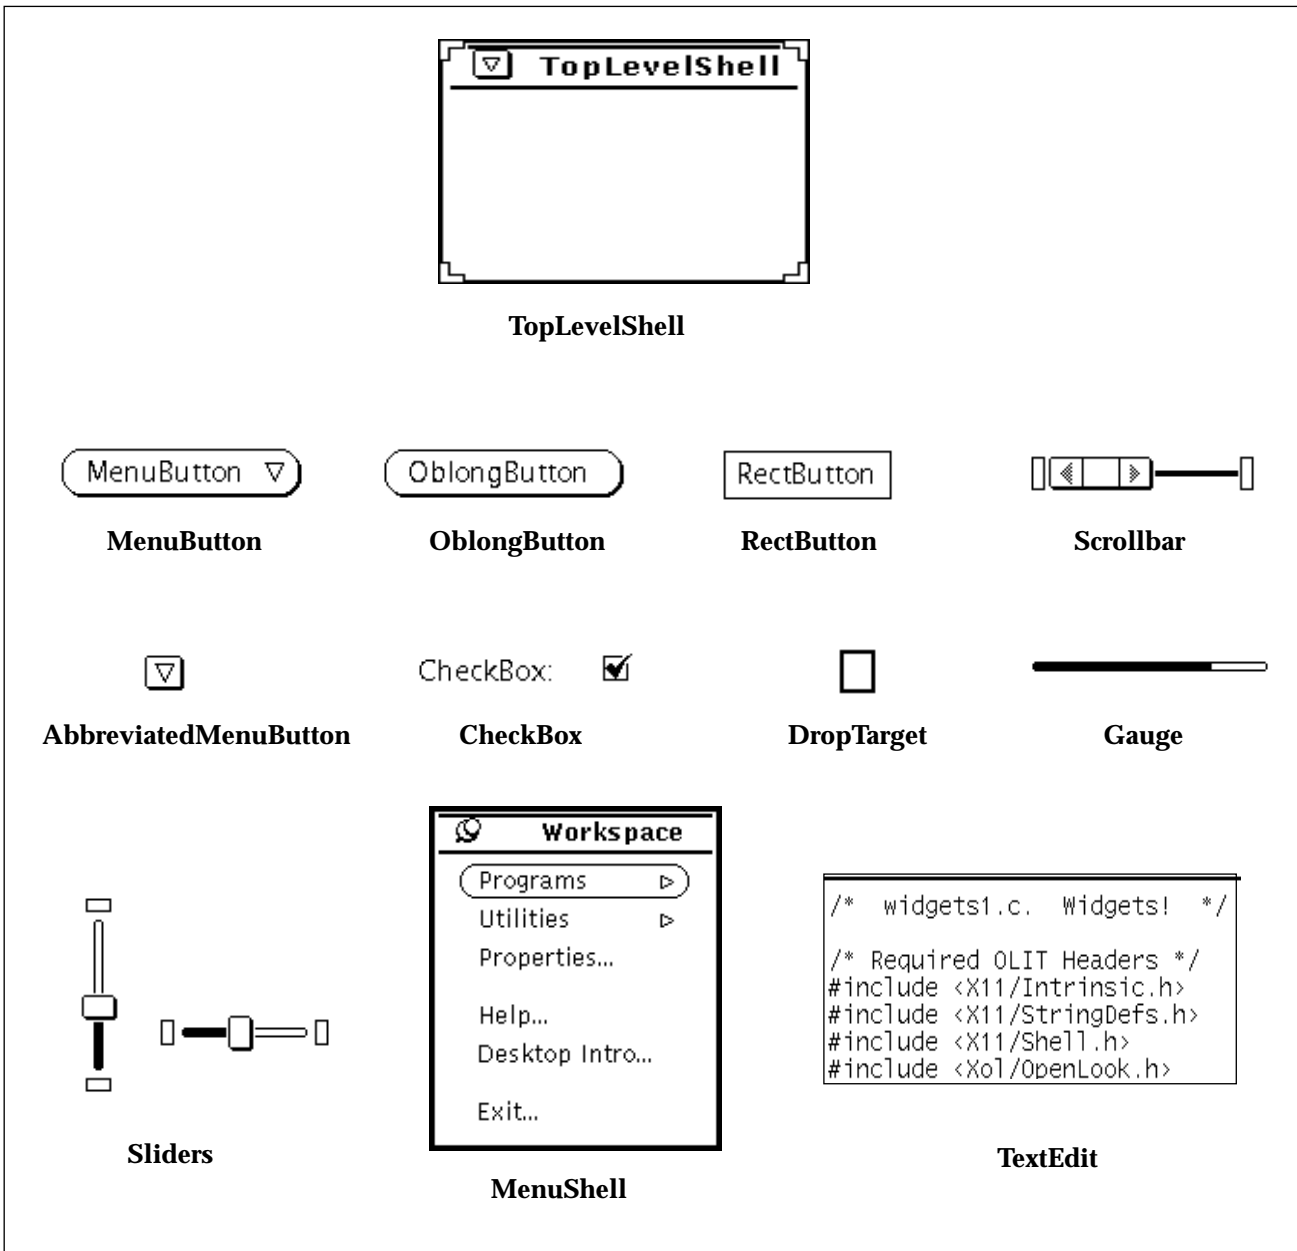 TopLevelShell
TopLevelShell
MenuButton
OblongButton
RectButton
MenuButton
OblongButton
RectButton
Scrollbar
CheckBox:
AbbreviatedMenuButton
CheckBox
DropTarget
Gauge
Workspace
Programs
Utilities
Properties...
Help...
Desktop Intro...
Exit...
/*  widgets1.c.  Widgets!  */
/* Required OLIT Headers */
#include <X11/Intrinsic.h>
#include <X11/StringDefs.h>
#include <X11/Shell.h>
#include <Xol/OpenLook.h>
Sliders
MenuShell
TextEdit